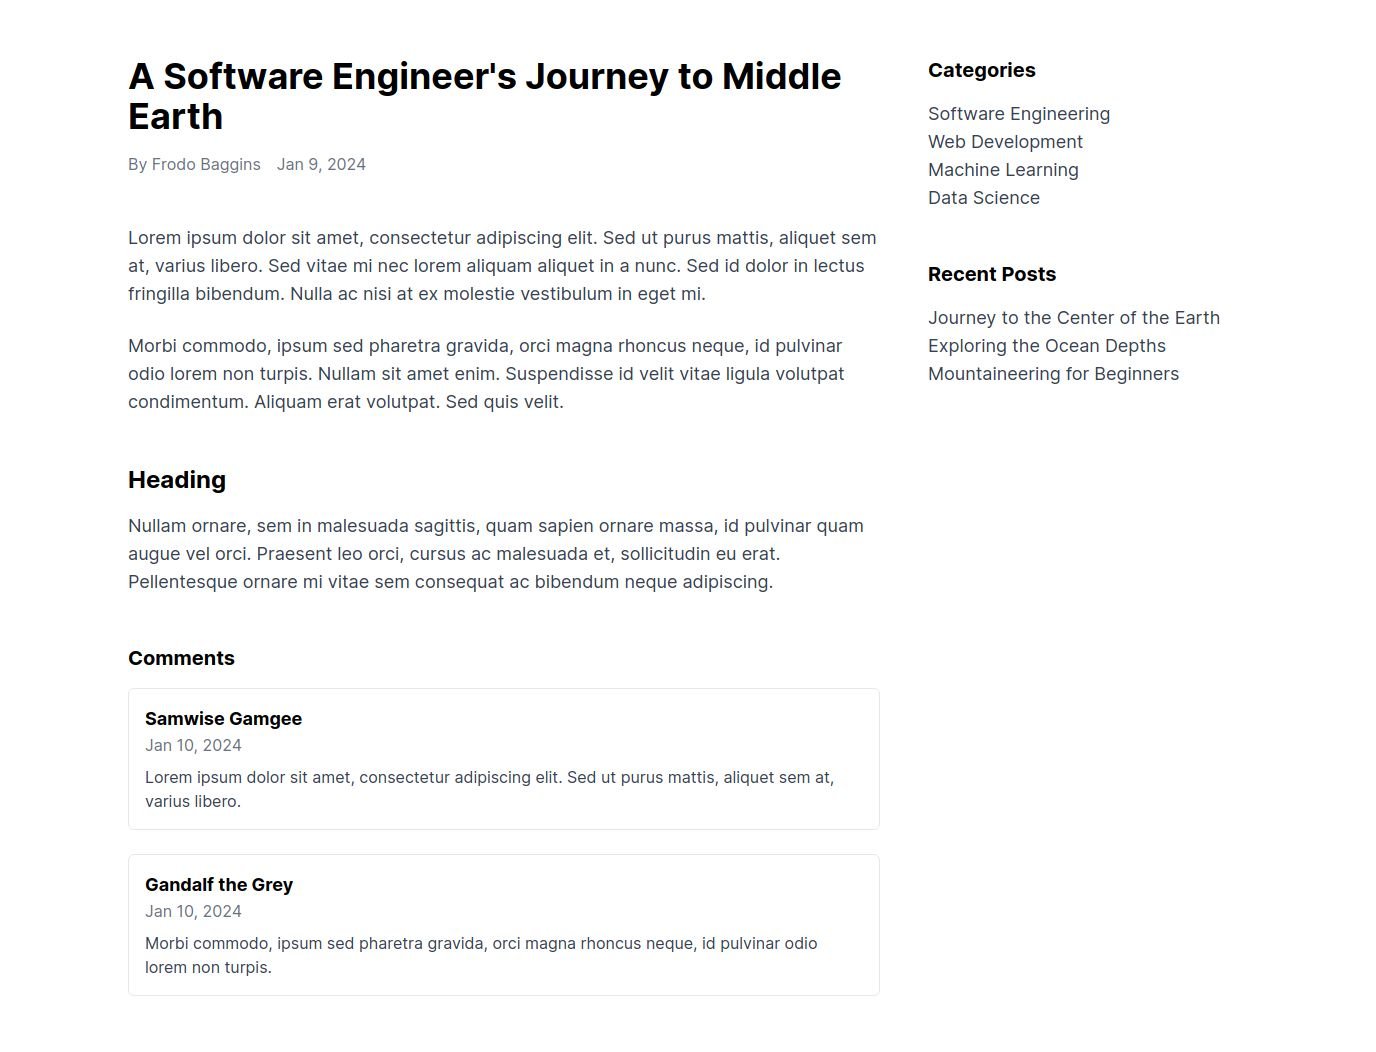 A Software Engineer's Journey to Middle
Earth
By Frodo Baggins Jan 9, 2024
Lorem ipsum dolor sit amet, consectetur adipiscing elit. Sed ut purus mattis, aliquet sem
at, varius libero. Sed vitae mi nec lorem aliquam aliquet in a nunc. Sed id dolor in lectus
fringilla bibendum. Nulla ac nisi at ex molestie vestibulum in eget mi.
Morbi commodo, ipsum sed pharetra gravida, orci magna rhoncus neque, id pulvinar
odio lorem non turpis. Nullam sit amet enim. Suspendisse id velit vitae ligula volutpat
condimentum. Aliquam erat volutpat. Sed quis velit.
Heading
Nullam ornare, sem in malesuada sagittis, quam sapien ornare massa, id pulvinar quam
augue vel orci. Praesent leo orci, cursus ac malesuada et, sollicitudin eu erat.
Pellentesque ornare mi vitae sem consequat ac bibendum neque adipiscing.
Comments
Samwise Gamgee
Jan 10, 2024
Lorem ipsum dolor sit amet, consectetur adipiscing elit. Sed ut purus mattis, aliquet sem at,
varius libero.
Gandalf the Grey
Jan 10, 2024
Morbi commodo, ipsum sed pharetra gravida, orci magna rhoncus neque, id pulvinar odio
lorem non turpis.
Categories
Software Engineering
Web Development
Machine Learning
Data Science
Recent Posts
Journey to the Center of the Earth
Exploring the Ocean Depths
Mountaineering for Beginners